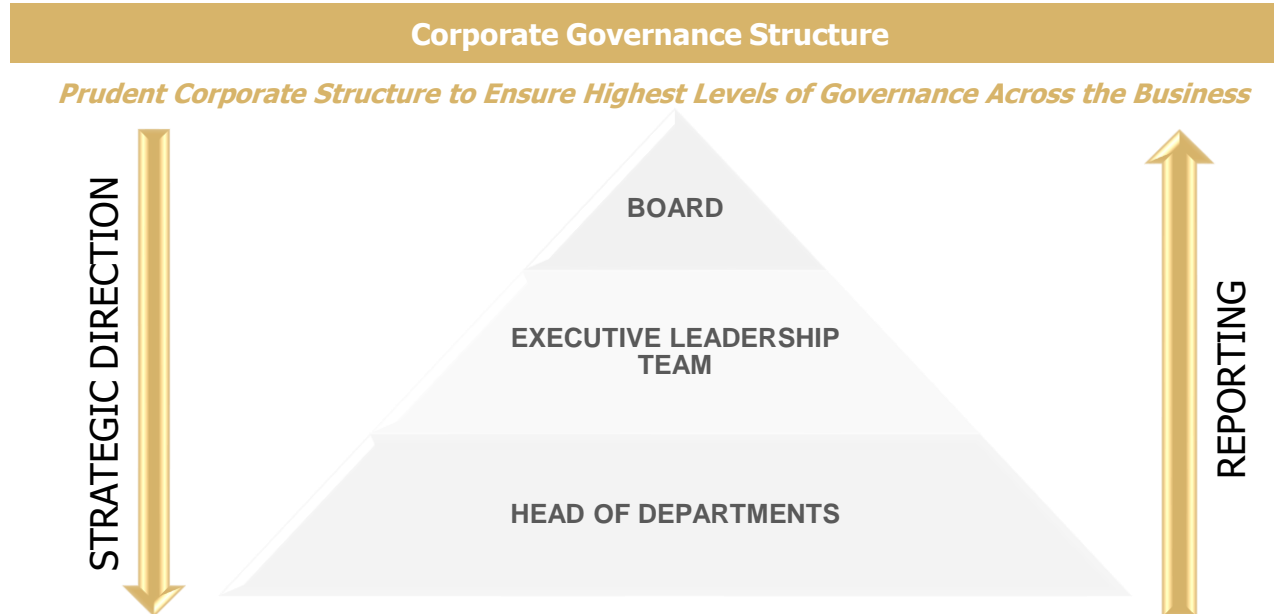 Corporate Governance Structure
Prudent Corporate Structure to Ensure Highest Levels of Governance Across the Business
STRATEGIC DIRECTION
BOARD
EXECUTIVE LEADERSHIP
TEAM
HEAD OF DEPARTMENTS
REPORTING